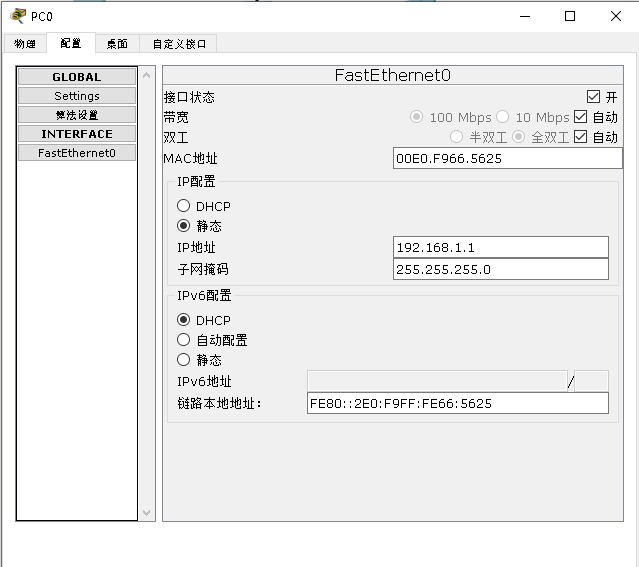 PC0
物理 配置 桌面 自定义接口
GLOBAL
Settings
算法设置
INTERFACE
FastEthernet0
FastEthernet0
接口状态 开
带宽 100 Mbps 10 Mbps 自动
双工 半双工 全双工 自动
MAC地址 00E0.F966.5625
IP配置
DHCP
静态
IP地址 192.168.1.1
子网掩码 255.255.255.0
IPv6配置
DHCP
自动配置
静态
IPv6地址 /
链路本地地址： FE80::2E0:F9FF:FE66:5625